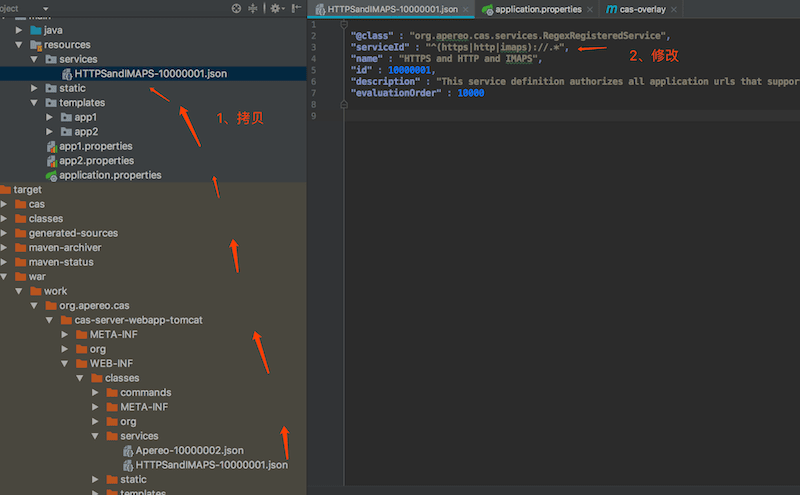 oject
main
java
resources
services
HTTPSandIMAPS-10000001.json
static
templates
app1
app2
app1.properties
app2.properties
application.properties
target
cas
classes
generated-sources
maven-archiver
maven-status
war
work
org.apereo.cas
cas-server-webapp-tomcat
META-INF
org
WEB-INF
classes
commands
META-INF
org
services
Apereo-10000002.json
HTTPSandIMAPS-10000001.json
static
templates
1、拷贝
HTTPSandIMAPS-10000001.json × application.properties × cas-overlay ×
1
2 "@class" : "org.apereo.cas.services.RegexRegisteredService",
3 "serviceId" : "^(https|http|imaps)://.*",
4 "name" : "HTTPS and HTTP and IMAPS",
5 "id" : 10000001,
6 "description" : "This service definition authorizes all application urls that suppor
7 "evaluationOrder" : 10000
8
9
2、修改